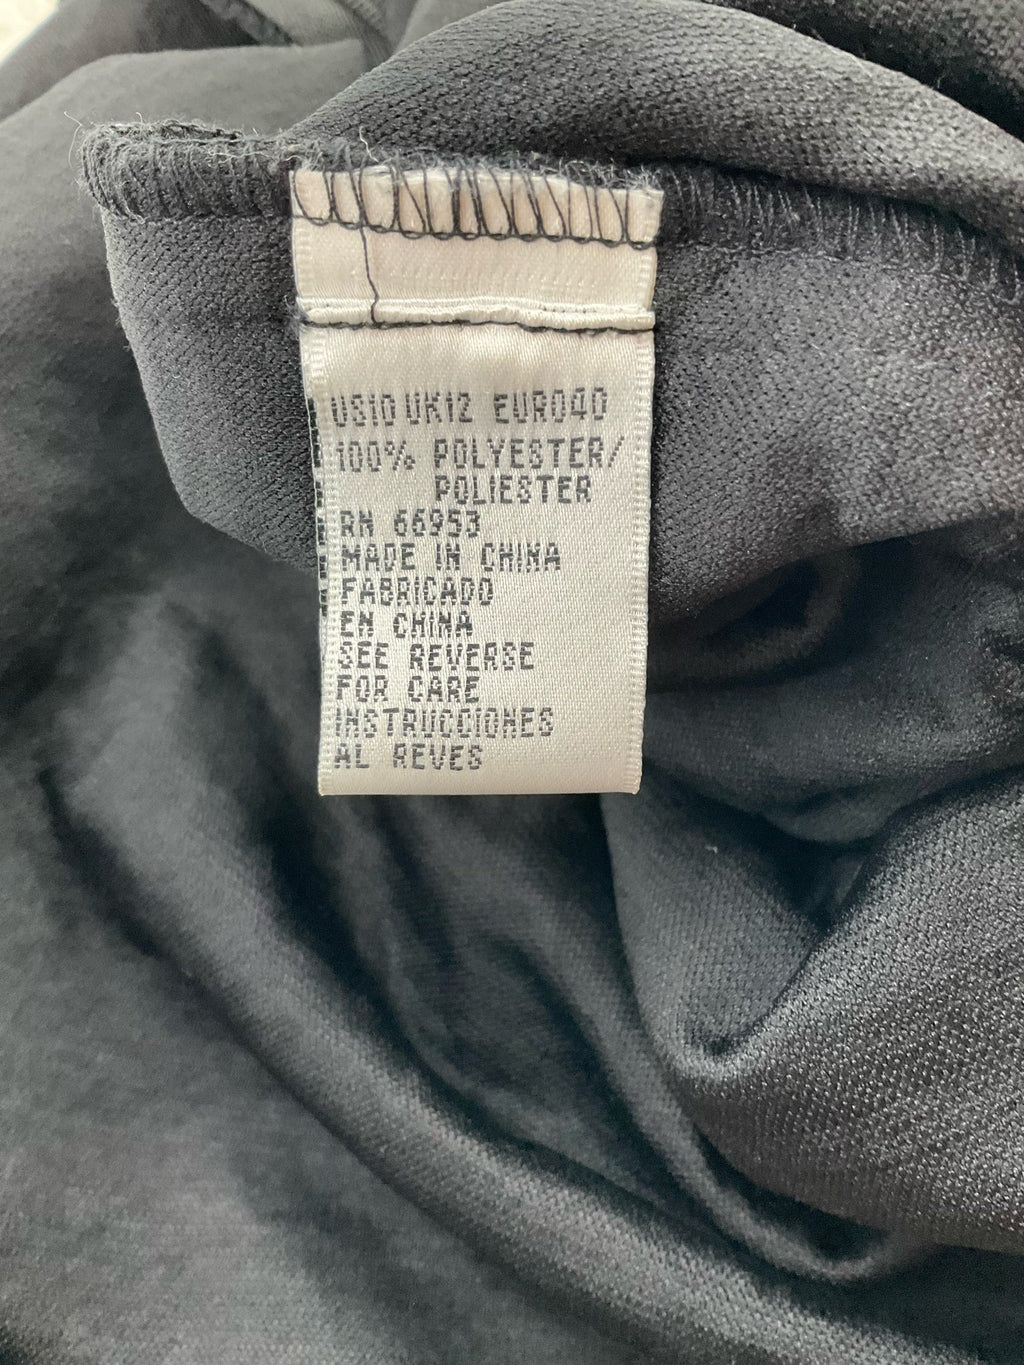 US10 UK12 EURO40
100% POLYESTER/
POLIESTER
RN 66953
MADE IN CHINA
FABRICADO
EN CHINA
SEE REVERSE
FOR CARE
INSTRUCCIONES
AL REVES